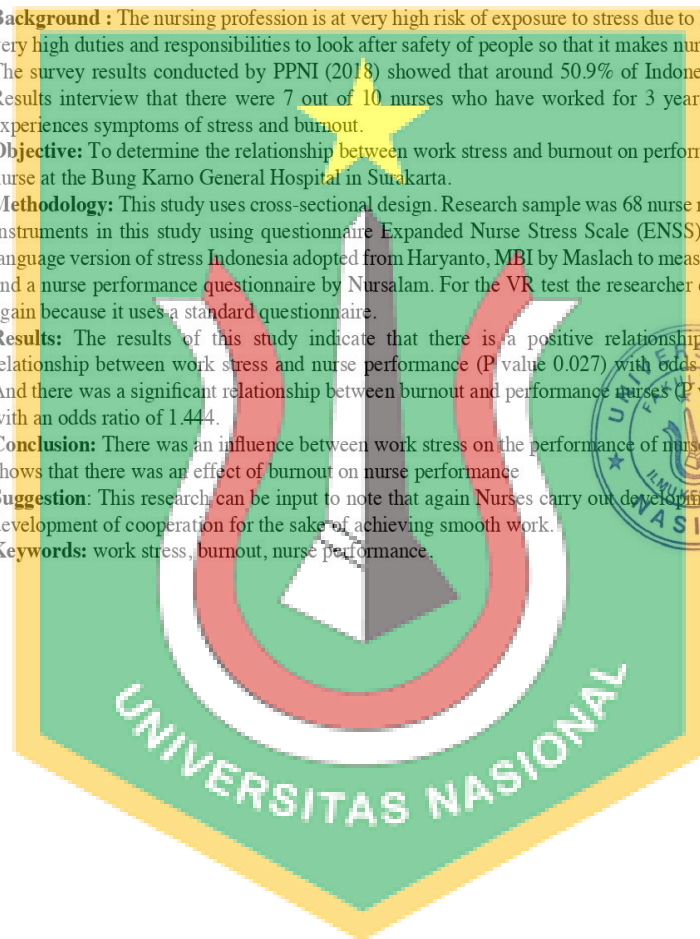 Background : The nursing profession is at very high risk of exposure to stress due to
very high duties and responsibilities to look after safety of people so that it makes nur
The survey results conducted by PPNI (2018) showed that around 50.9% of Indone
Results interview that there were 7 out of 10 nurses who have worked for 3 year
experiences symptoms of stress and burnout.
Objective: To determine the relationship between work stress and burnout on perform
nurse at the Bung Karno General Hospital in Surakarta.
Methodology: This study uses cross-sectional design. Research sample was 68 nurse r
instruments in this study using questionnaire Expanded Nurse Stress Scale (ENSS)
language version of stress Indonesia adopted from Haryanto, MBI by Maslach to meas
and a nurse performance questionnaire by Nursalam. For the VR test the researcher
again because it uses a standard questionnaire.
Results: The results of this study indicate that there is a positive relationship
relationship between work stress and nurse performance (P value 0.027) with odds
And there was a significant relationship between burnout and performance nurses (P
with an odds ratio of 1.444.
Conclusion: There was an influence between work stress on the performance of nurse
shows that there was an effect of burnout on nurse performance
Suggestion: This research can be input to note that again Nurses carry out developm
development of cooperation for the sake of achieving smooth work.
Keywords: work stress, burnout, nurse performance.
UNIVERSITAS NASIONAL
UNIVER
FAKUL
ILMU KE
NASI